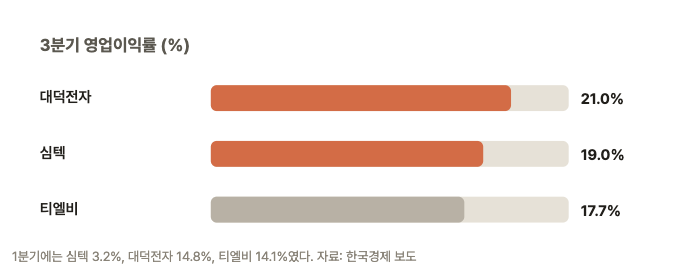 3분기 영업이익률 (%)
대덕전자 21.0%
심텍 19.0%
티엘비 17.7%
1분기에는 심텍 3.2%, 대덕전자 14.8%, 티엘비 14.1%였다. 자료: 한국경제 보도